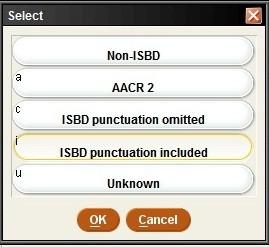 Select
Non-ISBD
a
AACR 2
c
ISBD punctuation omitted
i
ISBD punctuation included
u
Unknown
OK Cancel